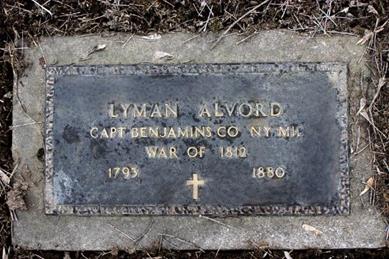 LYMAN ALVORD
CAPT BENJAMINS CO NY MIL
WAR OF 1812
1793 1880